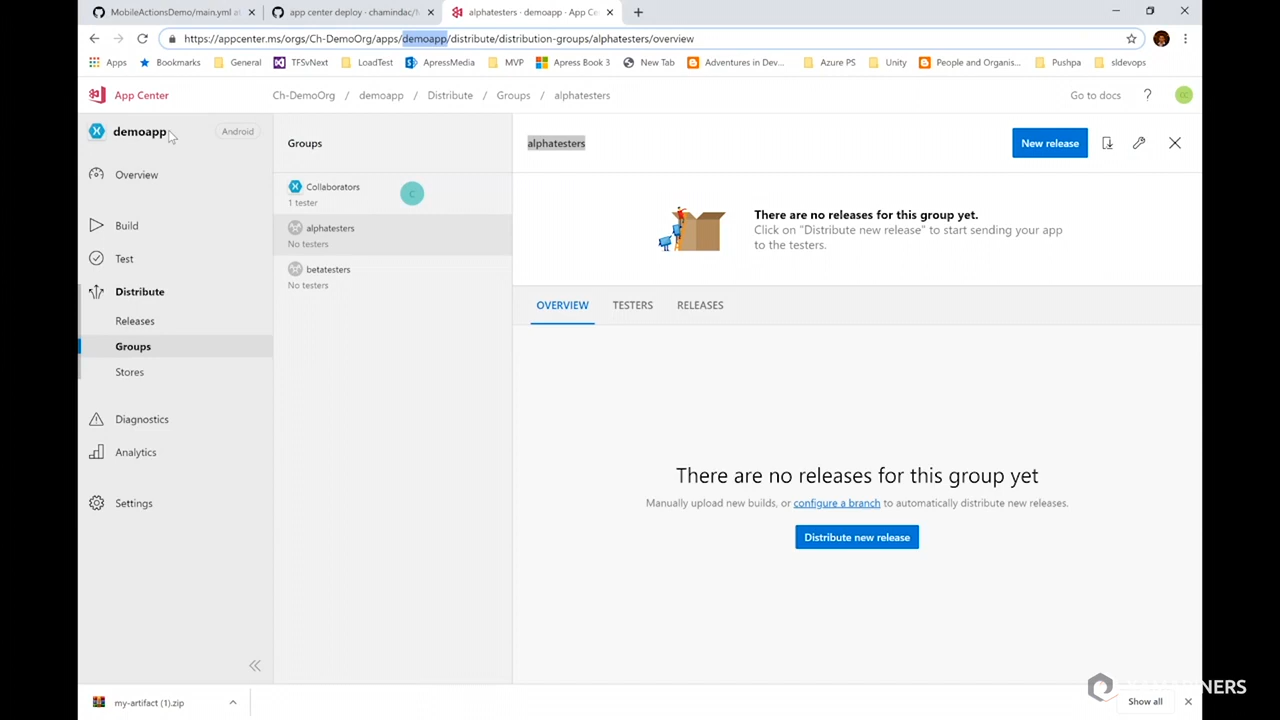 MobileActionsDemo/main.yml a
app center deploy · chamindac/
alphatesters · demoapp · App Ce
https://appcenter.ms/orgs/Ch-DemoOrg/apps/demoapp/distribute/distribution-groups/alphatesters/overview
Apps
Bookmarks
General
TFSvNext
LoadTest
ApressMedia
MVP
Apress Book 3
New Tab
Adventures in Dev...
Azure PS
Unity
People and Organis...
Pushpa
sldevops
App Center
Ch-DemoOrg / demoapp / Distribute / Groups / alphatesters
Go to docs
?
demoapp
Android
Overview
Build
Test
Distribute
Releases
Groups
Stores
Diagnostics
Analytics
Settings
Groups
Collaborators
1 tester
C
alphatesters
No testers
betatesters
No testers
alphatesters
New release
There are no releases for this group yet.
Click on "Distribute new release" to start sending your app
to the testers.
OVERVIEW
TESTERS
RELEASES
There are no releases for this group yet
Manually upload new builds, or configure a branch to automatically distribute new releases.
Distribute new release
my-artifact (1).zip
Show all